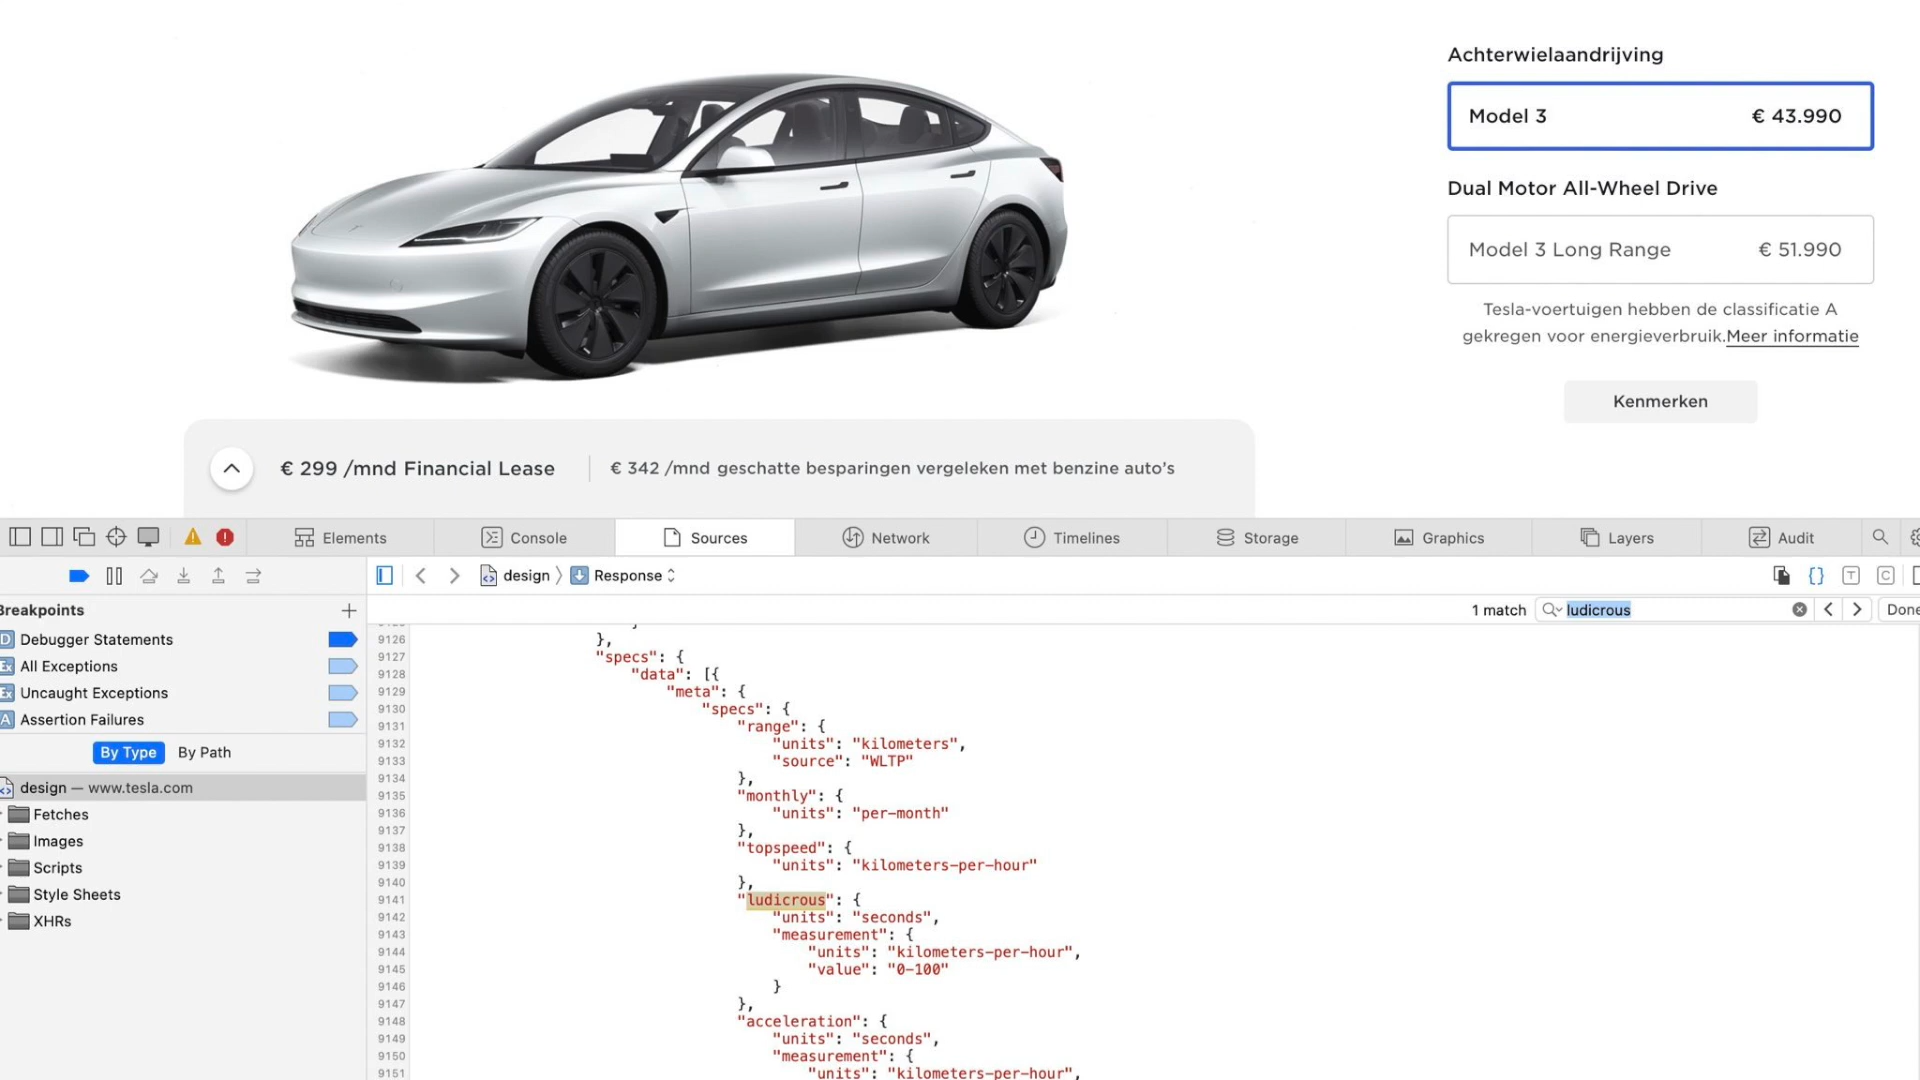 Achterwielaandrijving
Model 3 € 43.990
Dual Motor All-Wheel Drive
Model 3 Long Range € 51.990
Tesla-voertuigen hebben de classificatie A
gekregen voor energieverbruik.Meer informatie
Kenmerken
€ 299 /mnd Financial Lease € 342 /mnd geschatte besparingen vergeleken met benzine auto's
Elements Console Sources Network Timelines Storage Graphics Layers Audit
design Response
Breakpoints
1 match ludicrous Done
D Debugger Statements
Ex All Exceptions
Ex Uncaught Exceptions
A Assertion Failures
By Type By Path
design — www.tesla.com
Fetches
Images
Scripts
Style Sheets
XHRs
9126 },
9127 "specs": {
9128 "data": [{
9129 "meta": {
9130 "specs": {
9131 "range": {
9132 "units": "kilometers",
9133 "source": "WLTP"
9134 },
9135 "monthly": {
9136 "units": "per-month"
9137 },
9138 "topspeed": {
9139 "units": "kilometers-per-hour"
9140 },
9141 "ludicrous": {
9142 "units": "seconds",
9143 "measurement": {
9144 "units": "kilometers-per-hour",
9145 "value": "0-100"
9146 }
9147 },
9148 "acceleration": {
9149 "units": "seconds",
9150 "measurement": {
9151 "units": "kilometers-per-hour",